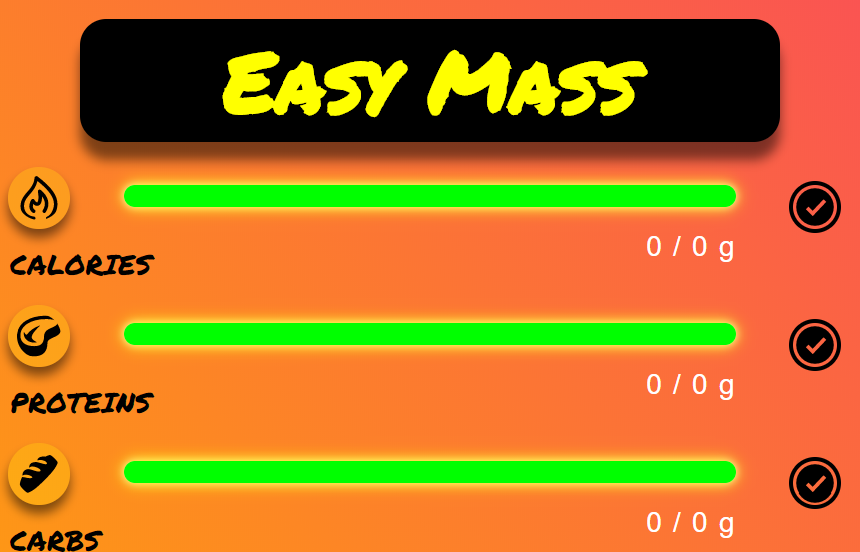 Easy Mass
0 / 0 g
CALORIES
0 / 0 g
PROTEINS
0 / 0 g
CARBS